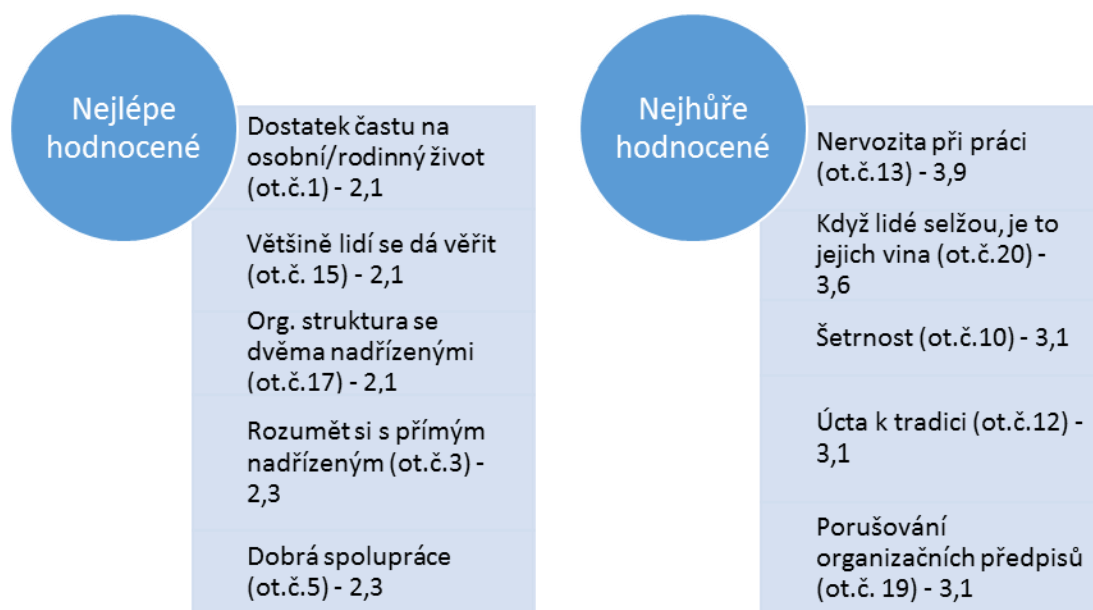 Nejlépe
hodnocené
Dostatek častu na
osobní/rodinný život
(ot.č.1) - 2,1
Většině lidí se dá věřit
(ot.č. 15) - 2,1
Org. struktura se
dvěma nadřízenými
(ot.č.17) - 2,1
Rozumět si s přímým
nadřízeným (ot.č.3) -
2,3
Dobrá spolupráce
(ot.č.5) - 2,3
Nejhůře
hodnocené
Nervozita při práci
(ot.č.13) - 3,9
Když lidé selžou, je to
jejich vina (ot.č.20) -
3,6
Šetrnost (ot.č.10) - 3,1
Úcta k tradici (ot.č.12) -
3,1
Porušování
organizačních předpisů
(ot.č. 19) - 3,1